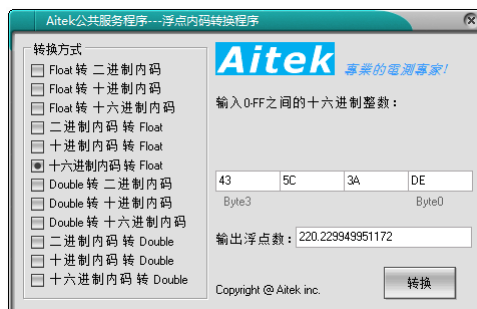 Aitek公共服务程序---浮点内码转换程序
转换方式
Float 转 二进制内码
Float 转 十进制内码
Float 转 十六进制内码
二进制内码 转 Float
十进制内码 转 Float
十六进制内码 转 Float
Double 转 二进制内码
Double 转 十进制内码
Double 转 十六进制内码
二进制内码 转 Double
十进制内码 转 Double
十六进制内码 转 Double
Aitek 專業的電測專家!
输入0-FF之间的十六进制整数：
43 5C 3A DE
Byte3 Byte0
输出浮点数： 220.229949951172
Copyright @ Aitek inc.
转换